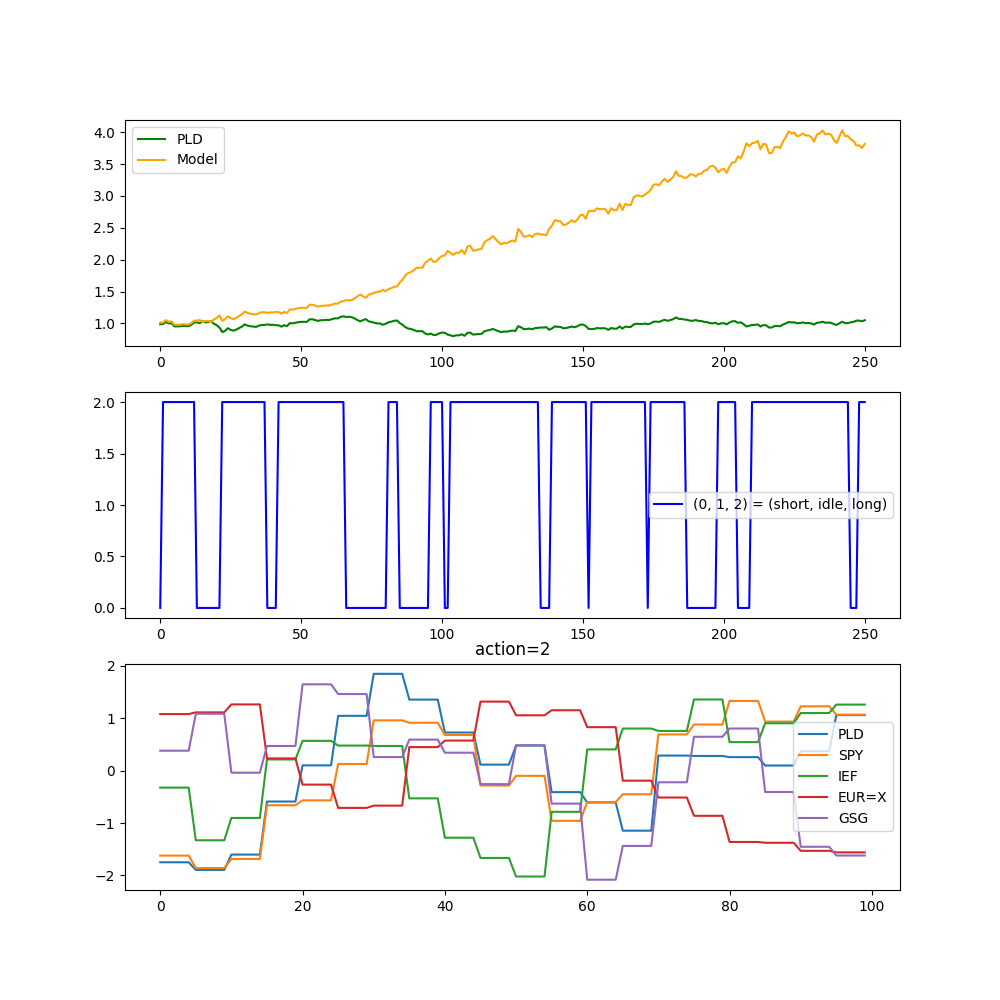 4.0
3.5
3.0
2.5
2.0
1.5
1.0
PLD
Model
0 50 100 150 200 250
2.0
1.5
1.0
0.5
0.0
(0, 1, 2) = (short, idle, long)
0 50 100 150 200 250
action=2
2
1
0
−1
−2
PLD
SPY
IEF
EUR=X
GSG
0 20 40 60 80 100